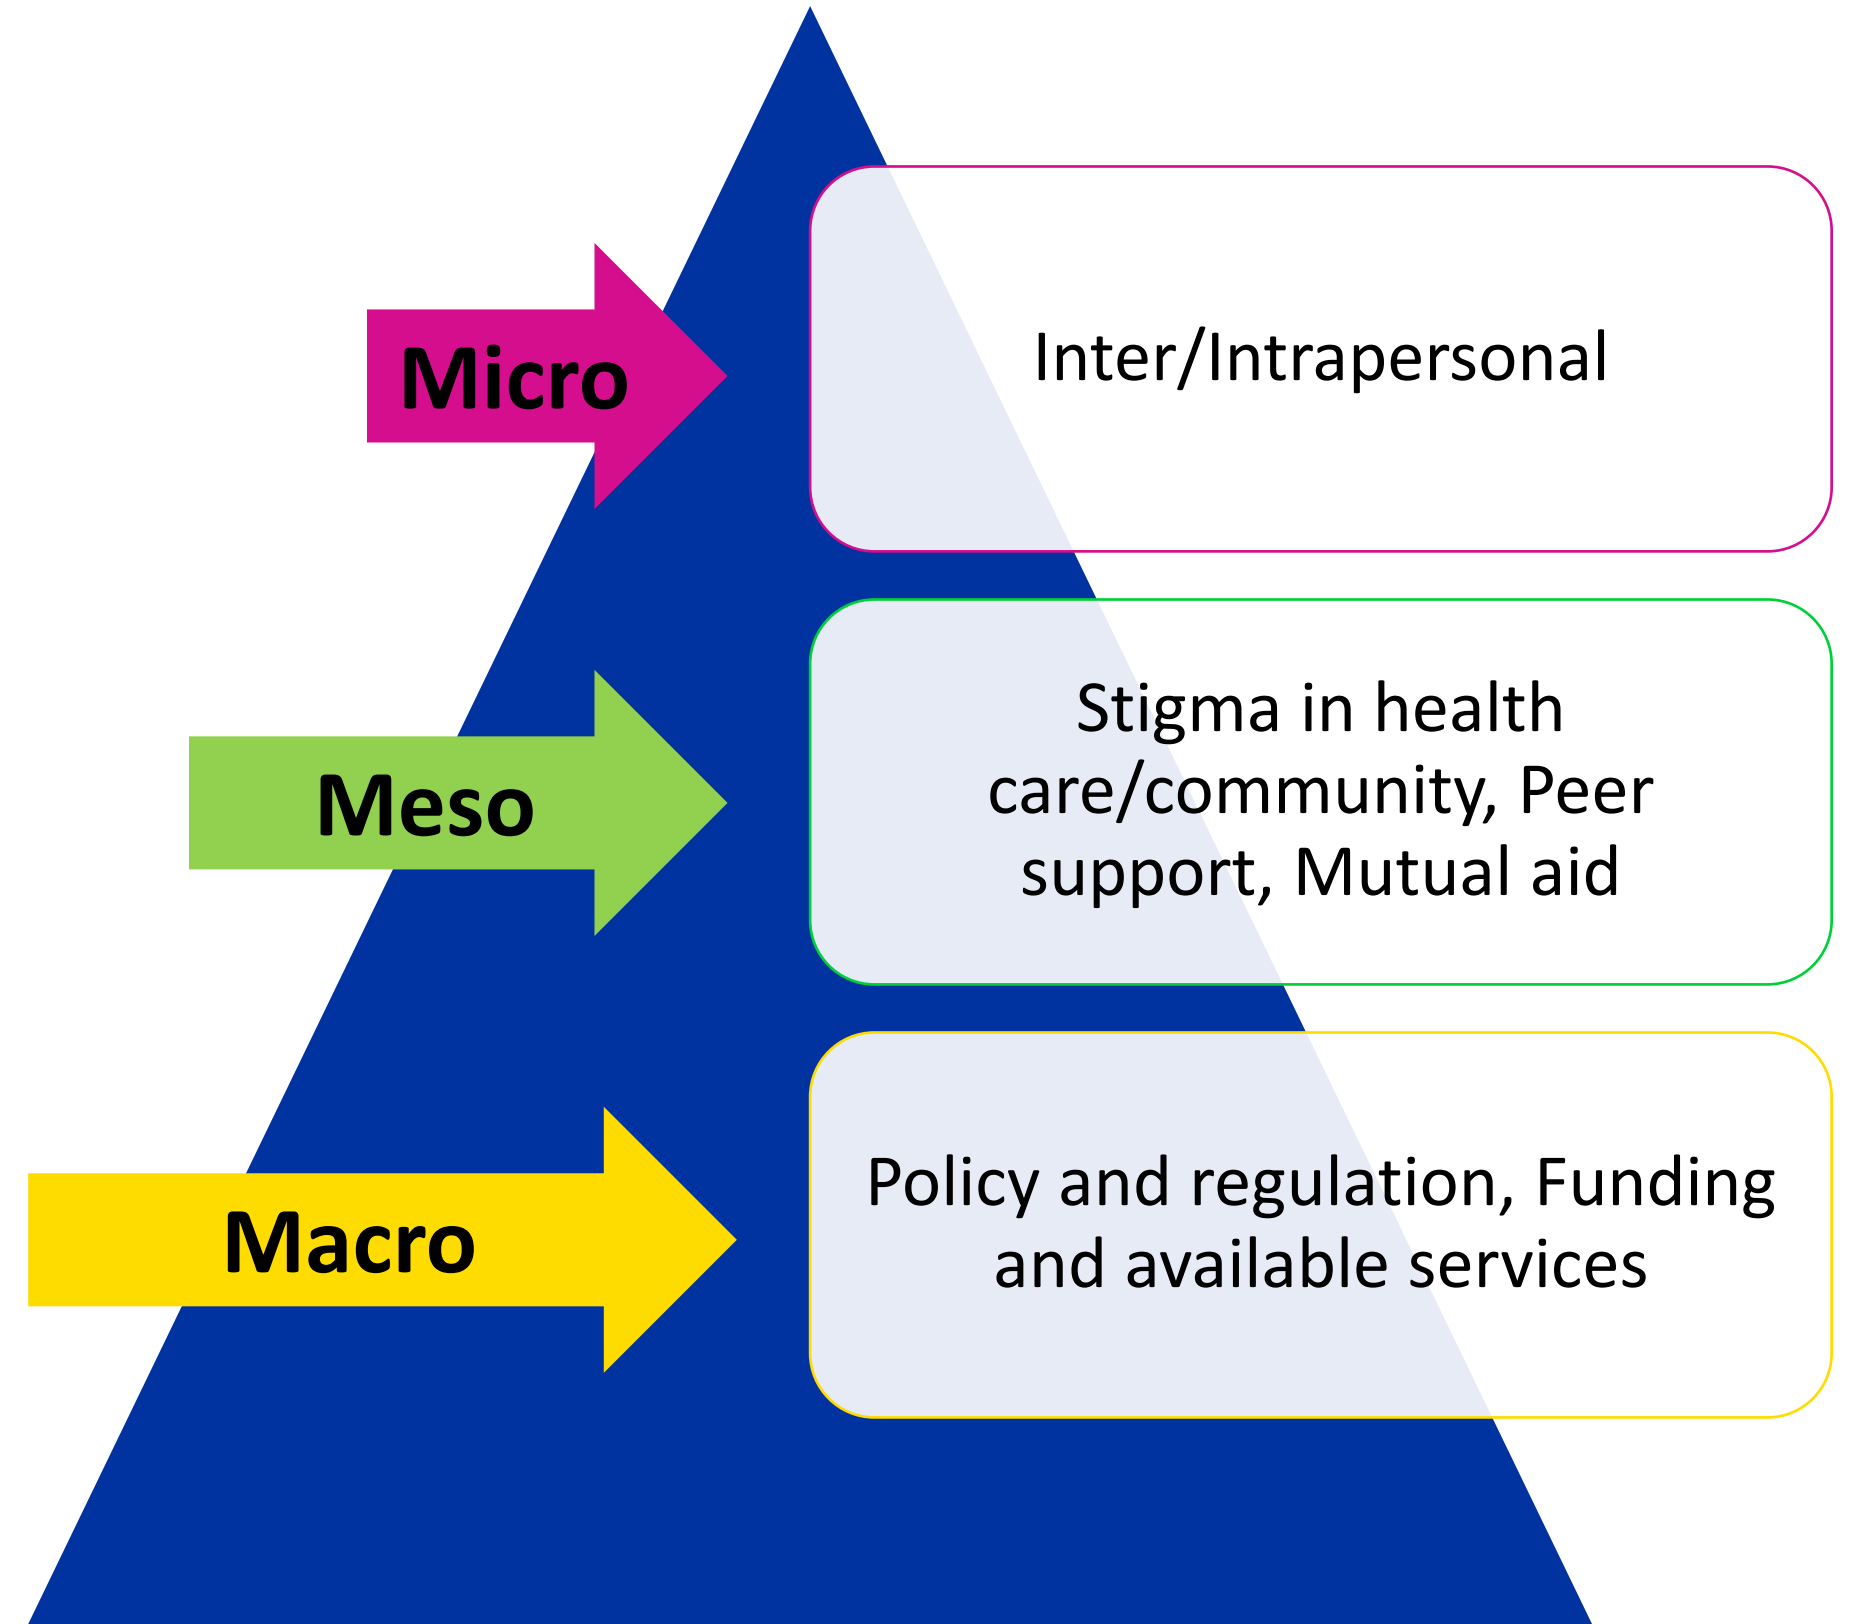 Micro
Inter/Intrapersonal
Meso
Stigma in health
care/community, Peer
support, Mutual aid
Macro
Policy and regulation, Funding
and available services